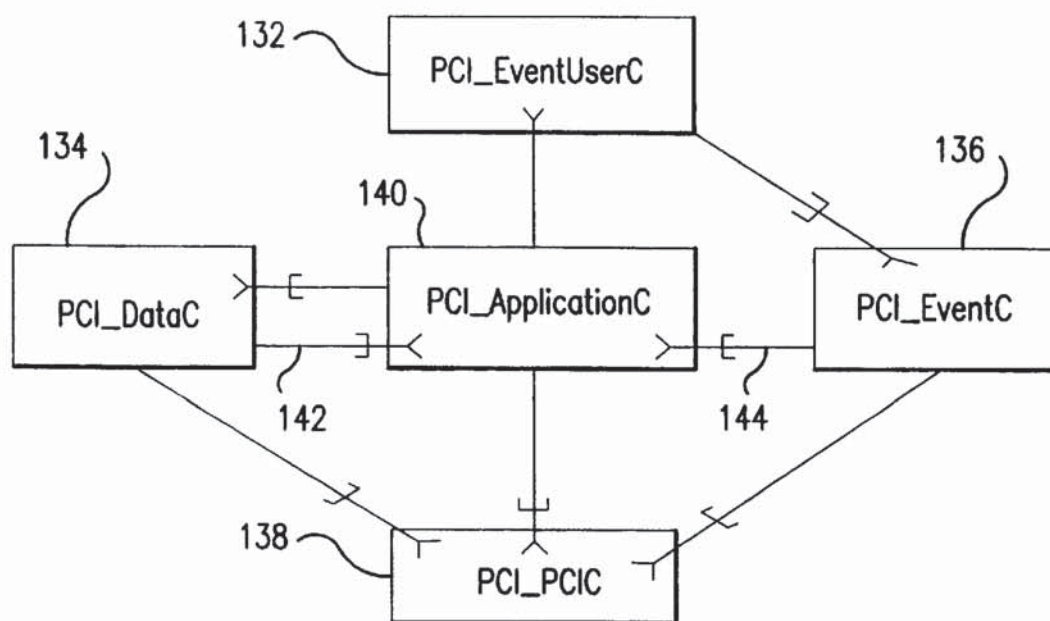 132
PCI_EventUserC
134
136
140
PCI_DataC
PCI_ApplicationC
PCI_EventC
142
144
138
PCI_PCIC